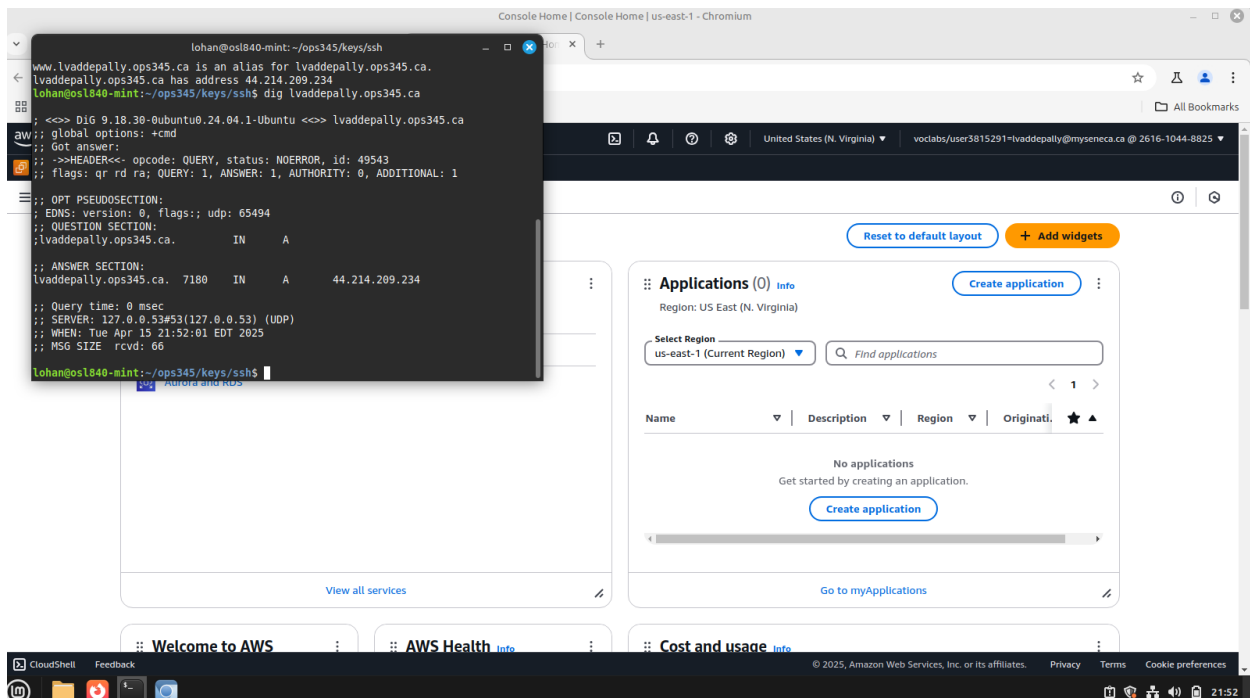 Console Home | Console Home | us-east-1 - Chromium
lohan@osl840-mint: ~/ops345/keys/ssh
www.lvaddepally.ops345.ca is an alias for lvaddepally.ops345.ca.
lvaddepally.ops345.ca has address 44.214.209.234
lohan@osl840-mint:~/ops345/keys/ssh$ dig lvaddepally.ops345.ca
; <<>> DiG 9.18.30-0ubuntu0.24.04.1-Ubuntu <<>> lvaddepally.ops345.ca
;; global options: +cmd
;; Got answer:
;; ->>HEADER<<- opcode: QUERY, status: NOERROR, id: 49543
;; flags: qr rd ra; QUERY: 1, ANSWER: 1, AUTHORITY: 0, ADDITIONAL: 1
;; OPT PSEUDOSECTION:
; EDNS: version: 0, flags:; udp: 65494
;; QUESTION SECTION:
;lvaddepally.ops345.ca. IN A
;; ANSWER SECTION:
lvaddepally.ops345.ca. 7180 IN A 44.214.209.234
;; Query time: 0 msec
;; SERVER: 127.0.0.53#53(127.0.0.53) (UDP)
;; WHEN: Tue Apr 15 21:52:01 EDT 2025
;; MSG SIZE rcvd: 66
lohan@osl840-mint:~/ops345/keys/ssh$
All Bookmarks
United States (N. Virginia) voclabs/user3815291=lvaddepally@myseneca.ca @ 2616-1044-8825
Reset to default layout + Add widgets
Aurora and RDS
View all services
Applications (0) Info Create application
Region: US East (N. Virginia)
Select Region
us-east-1 (Current Region) Find applications
1
Name Description Region Originati.
No applications
Get started by creating an application.
Create application
Go to myApplications
Welcome to AWS AWS Health Info Cost and usage Info
CloudShell Feedback © 2025, Amazon Web Services, Inc. or its affiliates. Privacy Terms Cookie preferences
21:52